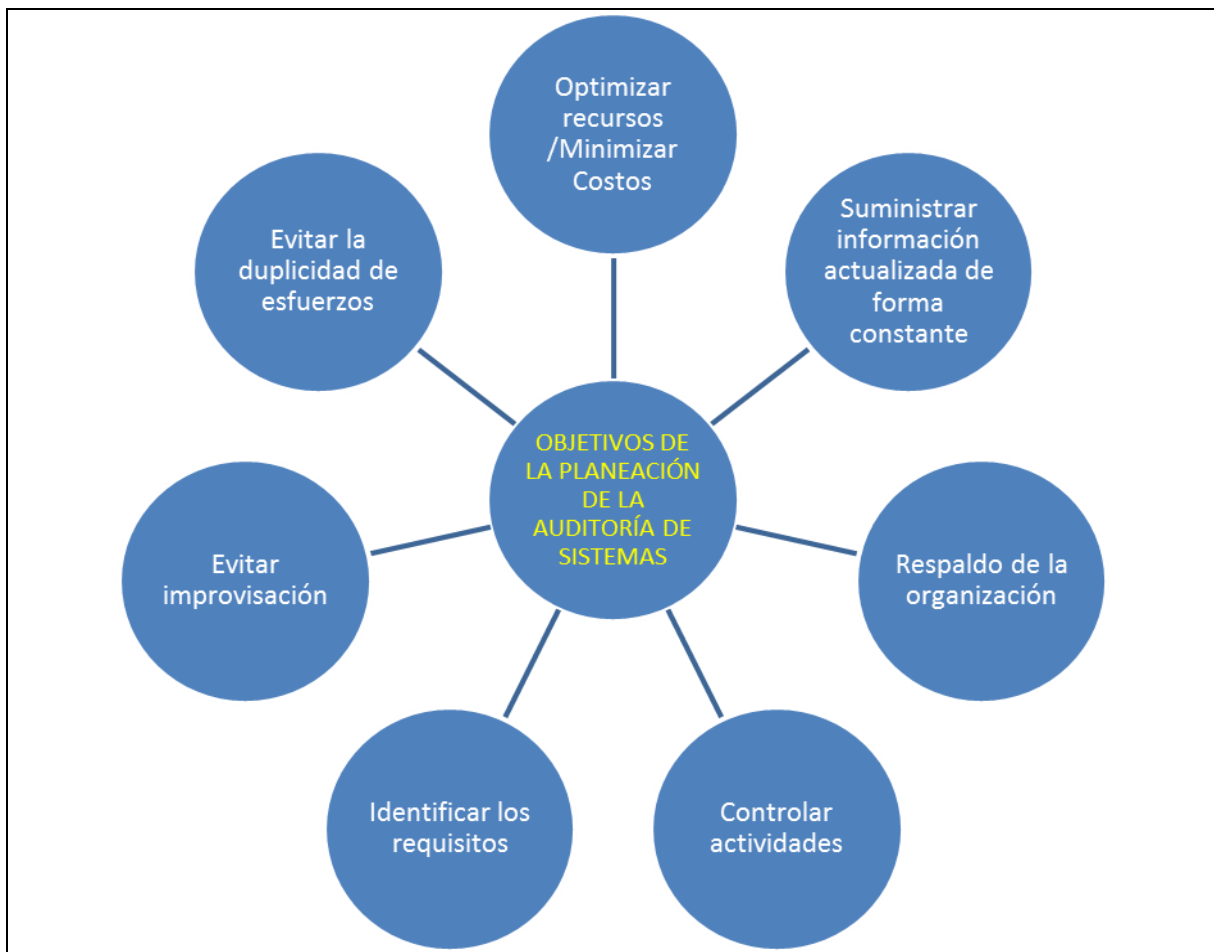 Optimizar
recursos
/Minimizar
Costos
Suministrar
información
actualizada de
forma
constante
Respaldo de la
organización
Controlar
actividades
Identificar los
requisitos
Evitar
improvisación
Evitar la
duplicidad de
esfuerzos
OBJETIVOS DE
LA PLANEACIÓN
DE LA
AUDITORÍA DE
SISTEMAS